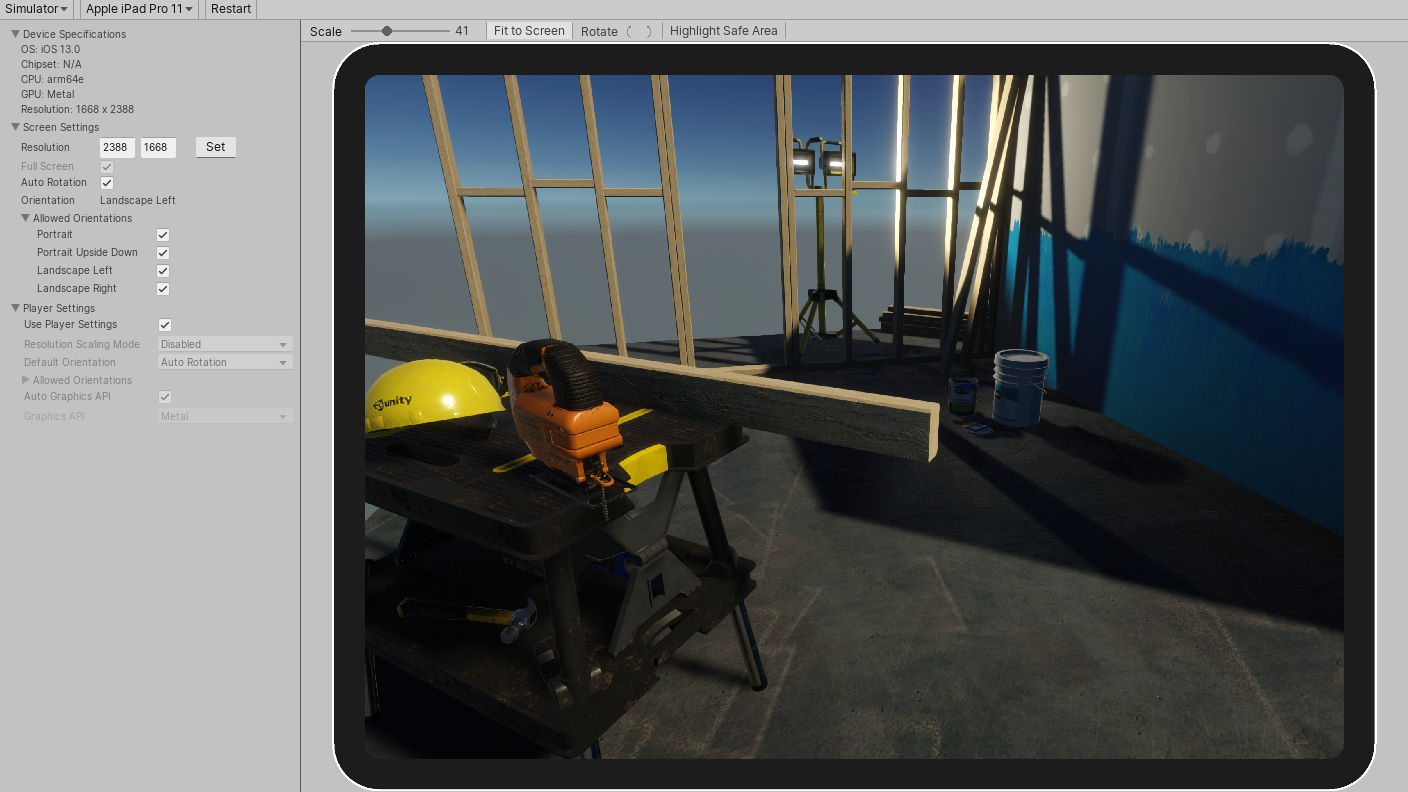 Simulator Apple iPad Pro 11 Restart
Scale 41 Fit to Screen Rotate Highlight Safe Area
Device Specifications
OS: iOS 13.0
Chipset: N/A
CPU: arm64e
GPU: Metal
Resolution: 1668 x 2388
Screen Settings
Resolution 2388 1668 Set
Full Screen
Auto Rotation
Orientation Landscape Left
Allowed Orientations
Portrait
Portrait Upside Down
Landscape Left
Landscape Right
Player Settings
Use Player Settings
Resolution Scaling Mode Disabled
Default Orientation Auto Rotation
Allowed Orientations
Auto Graphics API
Graphics API Metal
unity